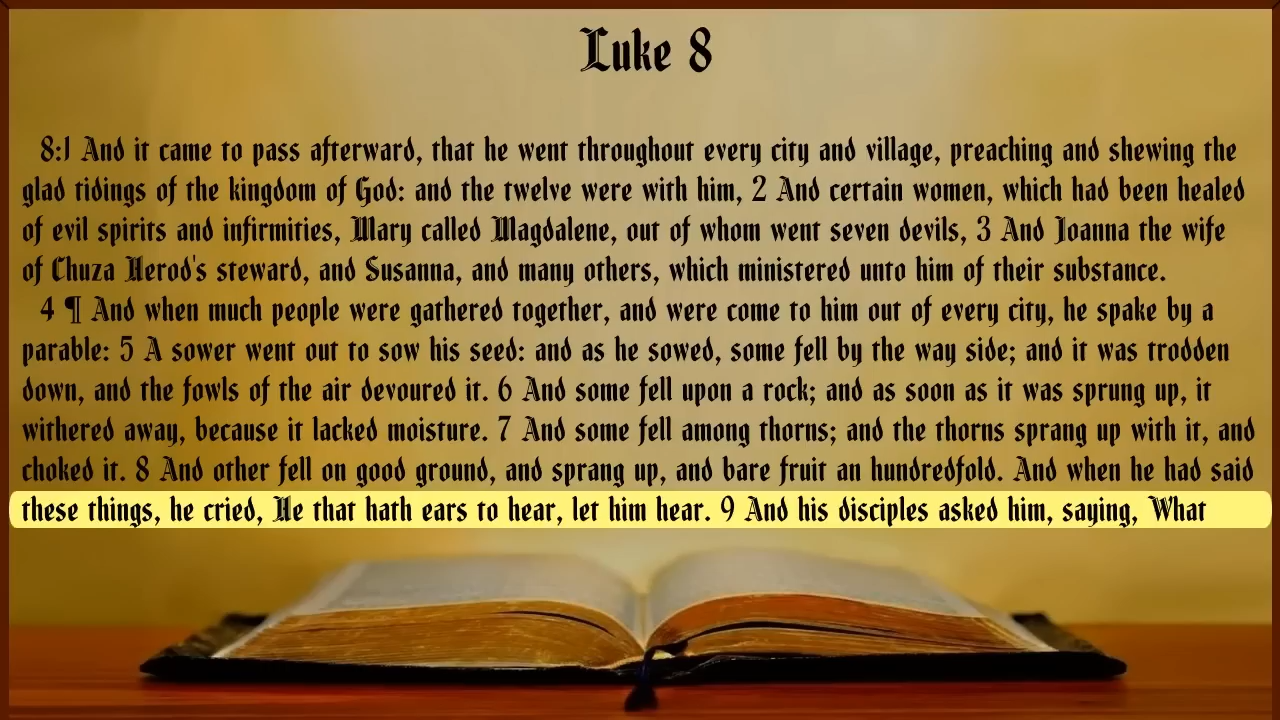 Luke 8
8:1 And it came to pass afterward, that he went throughout every city and village, preaching and shewing the
glad tidings of the kingdom of God: and the twelve were with him, 2 And certain women, which had been healed
of evil spirits and infirmities, Mary called Magdalene, out of whom went seven devils, 3 And Joanna the wife
of Chuza Herod's steward, and Susanna, and many others, which ministered unto him of their substance.
4 ¶ And when much people were gathered together, and were come to him out of every city, he spake by a
parable: 5 A sower went out to sow his seed: and as he sowed, some fell by the way side; and it was trodden
down, and the fowls of the air devoured it. 6 And some fell upon a rock; and as soon as it was sprung up, it
withered away, because it lacked moisture. 7 And some fell among thorns; and the thorns sprang up with it, and
choked it. 8 And other fell on good ground, and sprang up, and bare fruit an hundredfold. And when he had said
these things, he cried, He that hath ears to hear, let him hear. 9 And his disciples asked him, saying, What